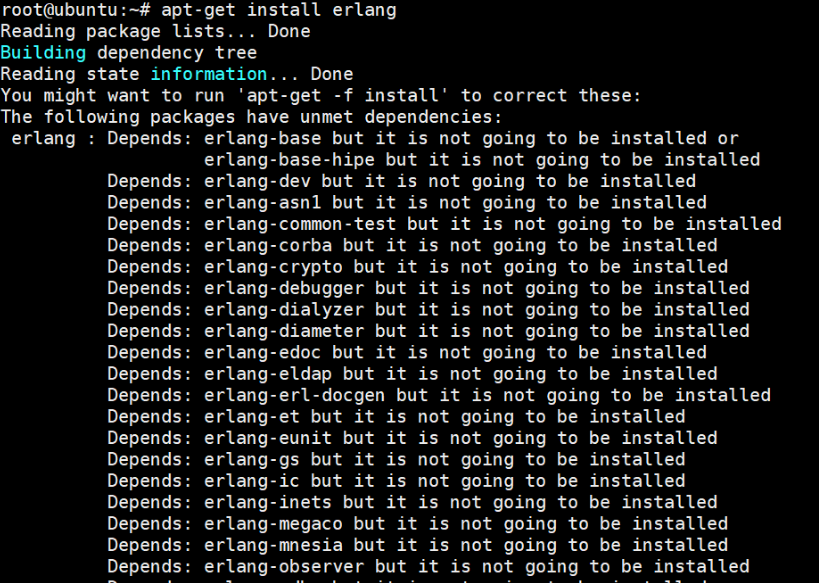 root@ubuntu:~# apt-get install erlang
Reading package lists... Done
Building dependency tree
Reading state information... Done
You might want to run 'apt-get -f install' to correct these:
The following packages have unmet dependencies:
erlang : Depends: erlang-base but it is not going to be installed or
erlang-base-hipe but it is not going to be installed
Depends: erlang-dev but it is not going to be installed
Depends: erlang-asn1 but it is not going to be installed
Depends: erlang-common-test but it is not going to be installed
Depends: erlang-corba but it is not going to be installed
Depends: erlang-crypto but it is not going to be installed
Depends: erlang-debugger but it is not going to be installed
Depends: erlang-dialyzer but it is not going to be installed
Depends: erlang-diameter but it is not going to be installed
Depends: erlang-edoc but it is not going to be installed
Depends: erlang-eldap but it is not going to be installed
Depends: erlang-erl-docgen but it is not going to be installed
Depends: erlang-et but it is not going to be installed
Depends: erlang-eunit but it is not going to be installed
Depends: erlang-gs but it is not going to be installed
Depends: erlang-ic but it is not going to be installed
Depends: erlang-inets but it is not going to be installed
Depends: erlang-megaco but it is not going to be installed
Depends: erlang-mnesia but it is not going to be installed
Depends: erlang-observer but it is not going to be installed